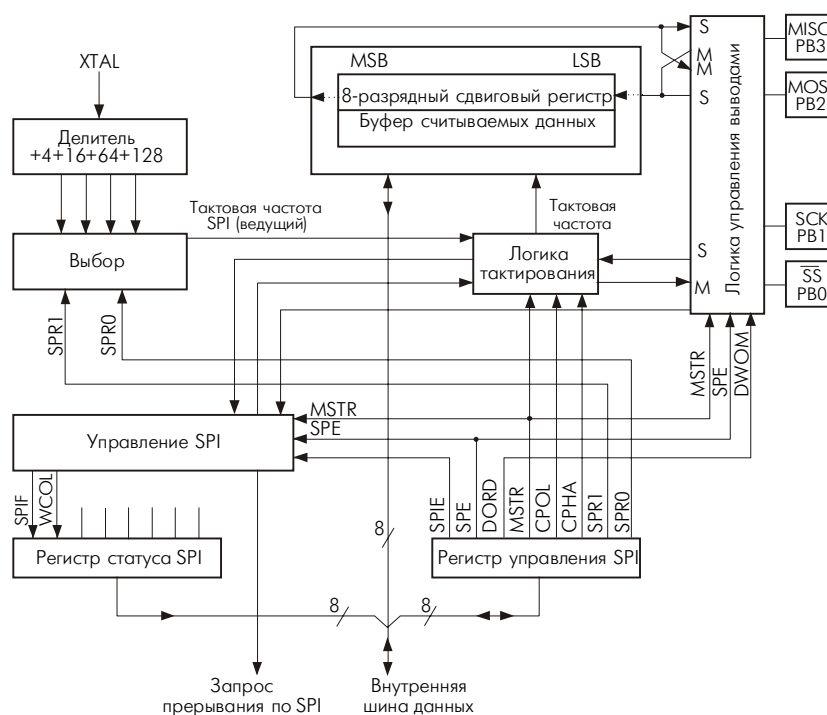 XTAL
Делитель
+4+16+64+128
Выбор
Тактовая частота
SPI (ведущий)
SPR1
SPR0
MSB
LSB
8-разрядный сдвиговый регистр
Буфер считываемых данных
Тактовая
частота
Логика
тактирования
S
M
M
S
S
M
Логика управления выводами
MISO
PB3
MOSI
PB2
SCK
PB1
SS
PB0
MSTR
SPE
DWOM
Управление SPI
MSTR
SPE
SPIF
WCOL
SPIE
SPE
DORD
MSTR
CPOL
CPHA
SPR1
SPR0
8
Регистр статуса SPI
Регистр управления SPI
8
8
Запрос
прерывания по SPI
Внутренняя
шина данных